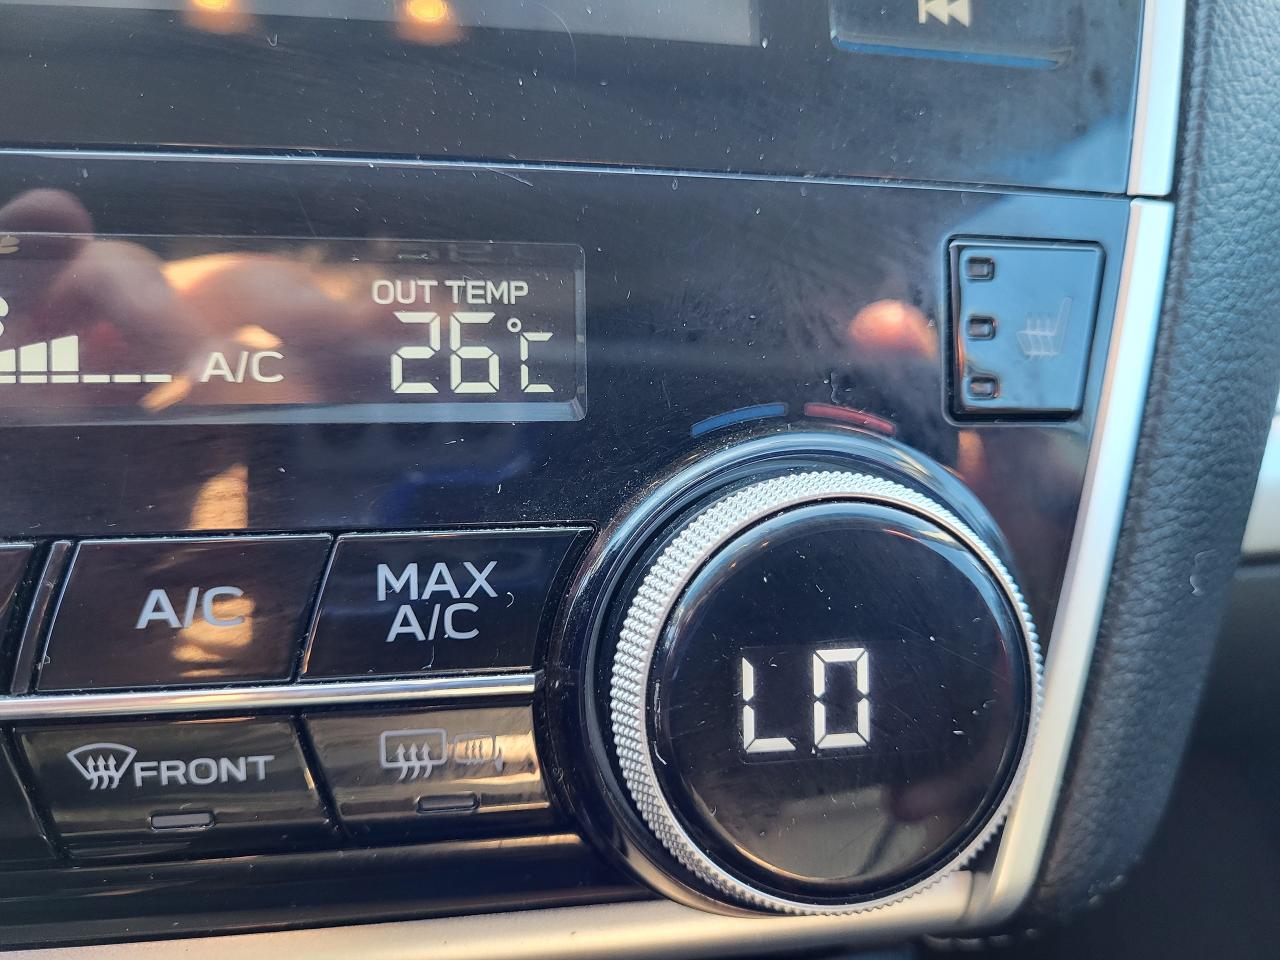 OUT TEMP
A/C
26°C
A/C
MAX
A/C
LO
FRONT